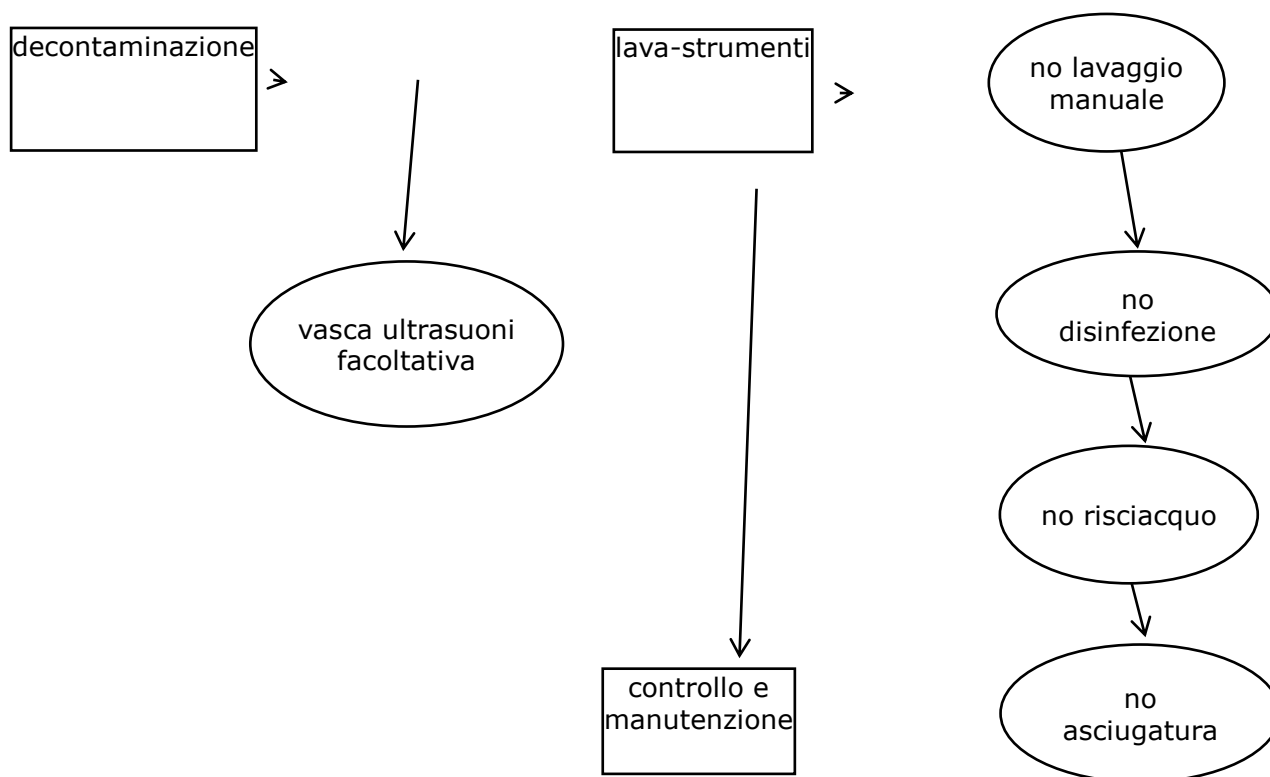 decontaminazione
lava-strumenti
no lavaggio
manuale
vasca ultrasuoni
facoltativa
no
disinfezione
no risciacquo
controllo e
manutenzione
no
asciugatura